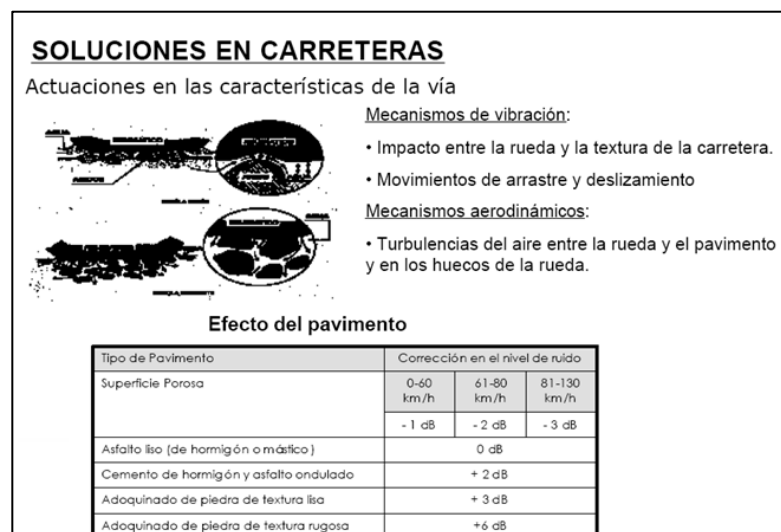 SOLUCIONES EN CARRETERAS
Actuaciones en las características de la vía
Mecanismos de vibración:
• Impacto entre la rueda y la textura de la carretera.
• Movimientos de arrastre y deslizamiento
Mecanismos aerodinámicos:
• Turbulencias del aire entre la rueda y el pavimento
y en los huecos de la rueda.
Efecto del pavimento
Tipo de Pavimento Corrección en el nivel de ruido
Superficie Porosa 0-60 km/h 61-80 km/h 81-130 km/h
- 1 dB - 2 dB - 3 dB
Asfalto liso (de hormigón o mástico) 0 dB
Cemento de hormigón y asfalto ondulado + 2 dB
Adoquinado de piedra de textura lisa + 3 dB
Adoquinado de piedra de textura rugosa +6 dB